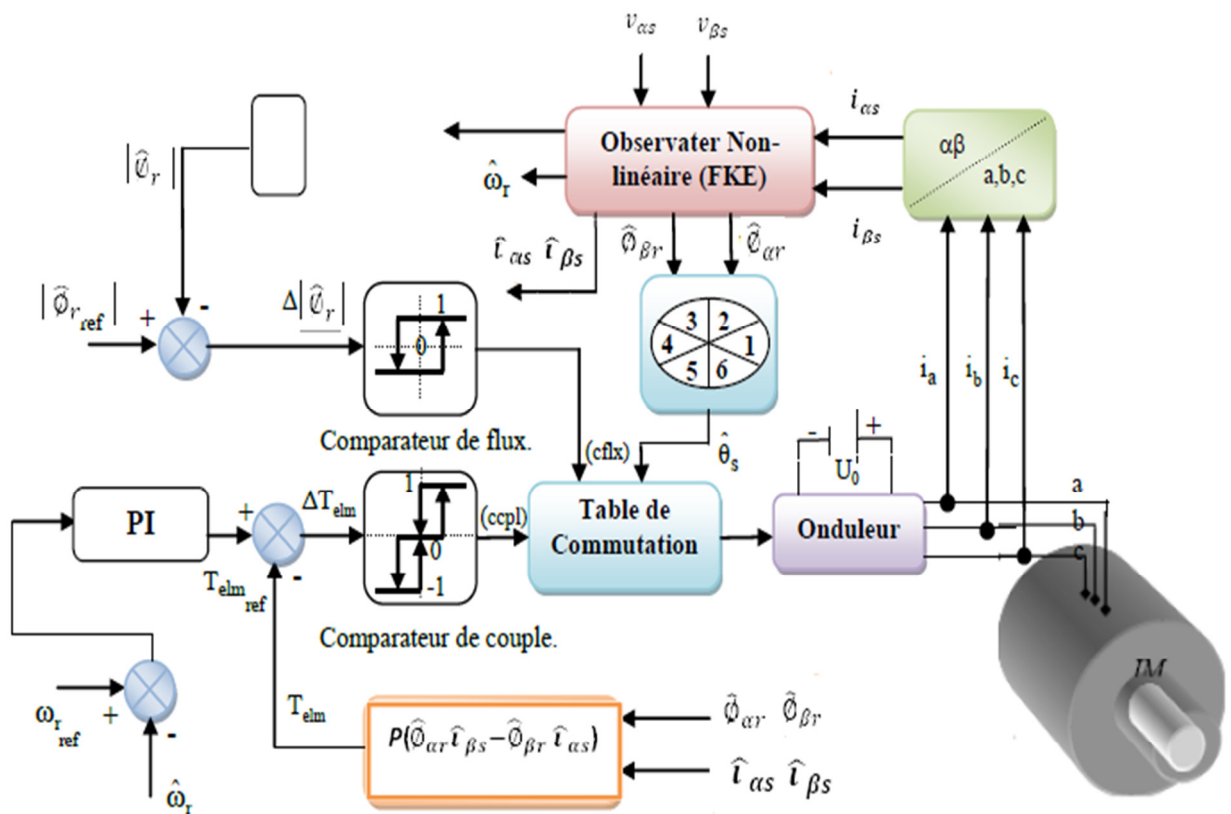 v_αs v_βs
i_αs
Observater Non-
linéaire (FKE)
αβ
a,b,c
|φ̂_r|
ω̂_r
i_βs
î_αs î_βs
φ̂_βr
φ̂_αr
|φ̂_r_ref|
+
-
Δ|φ̂_r|
1
0
3 2
4 1
5 6
i_a i_b i_c
Comparateur de flux.
(cflx)
θ̂_s
- +
U_0
PI
+
-
ΔT_elm
1
0
-1
(ccpl)
Table de
Commutation
Onduleur
a
b
c
T_elm_ref
Comparateur de couple.
IM
ω_r_ref
+
-
T_elm
P(φ̂_αr î_βs − φ̂_βr î_αs)
φ̂_αr φ̂_βr
î_αs î_βs
ω̂_r